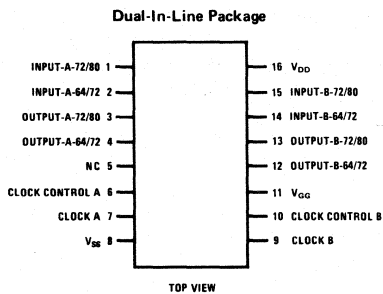 Dual-In-Line Package
INPUT-A-72/80 1
INPUT-A-64/72 2
OUTPUT-A-72/80 3
OUTPUT-A-64/72 4
NC 5
CLOCK CONTROL A 6
CLOCK A 7
VSS 8
16 VDD
15 INPUT-B-72/80
14 INPUT-B-64/72
13 OUTPUT-B-72/80
12 OUTPUT-B-64/72
11 VGG
10 CLOCK CONTROL B
9 CLOCK B
TOP VIEW